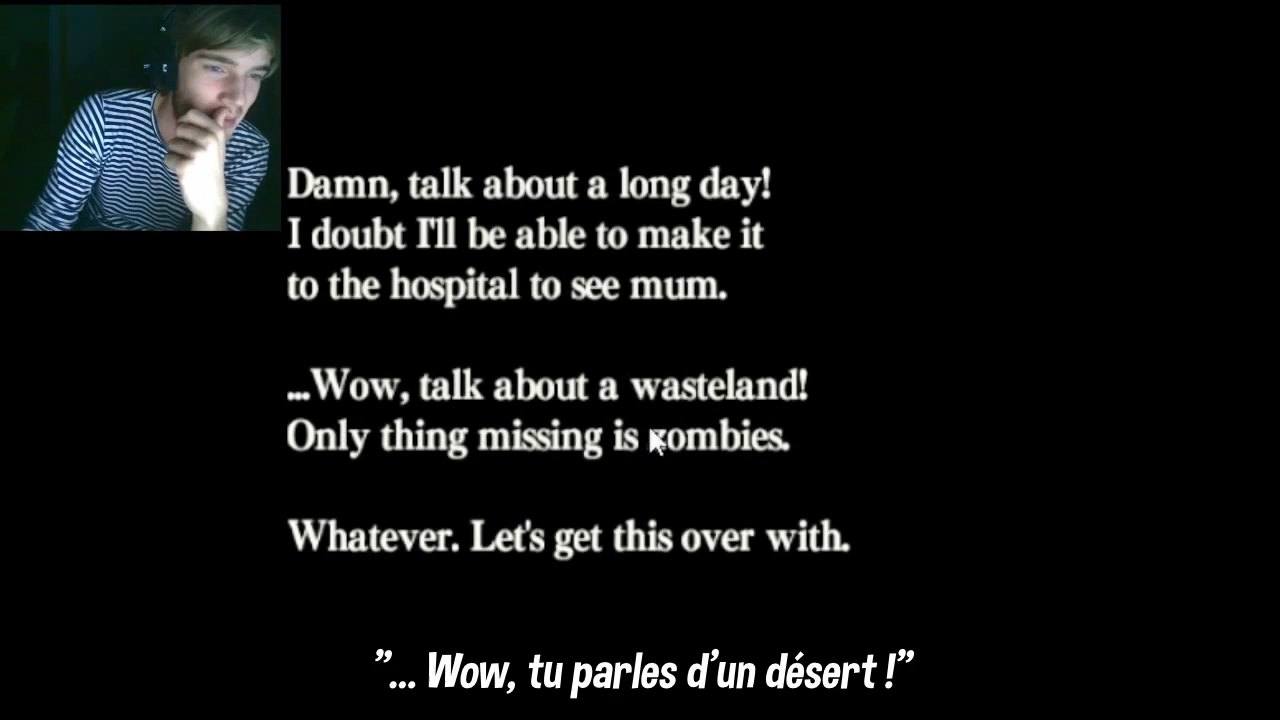 Damn, talk about a long day!
I doubt I'll be able to make it
to the hospital to see mum.
...Wow, talk about a wasteland!
Only thing missing is zombies.
Whatever. Let's get this over with.
"... Wow, tu parles d'un désert !"